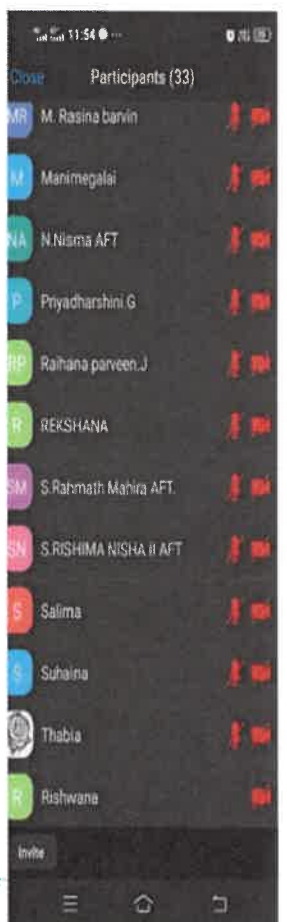 11:54
Close Participants (33)
MR M. Rasina barvin
M Manimegalai
NA N.Nisma AFT
P Priyadharshini.G
RP Raihana parveen.J
R REKSHANA
SM S.Rahmath Mahira AFT.
SN S.RISHIMA NISHA II AFT
S Salima
S Suhaina
Thabia
R Rishwana
Invite